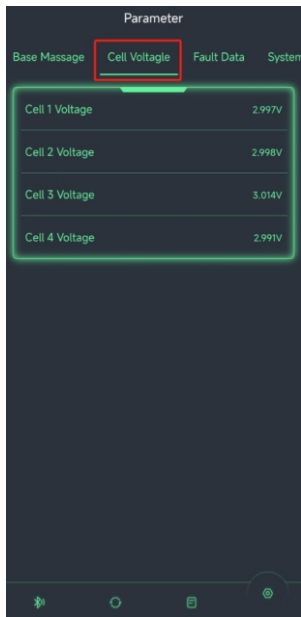 Parameter
Base Massage Cell Voltagle Fault Data System
Cell 1 Voltage 2.997V
Cell 2 Voltage 2.998V
Cell 3 Voltage 3.014V
Cell 4 Voltage 2.991V